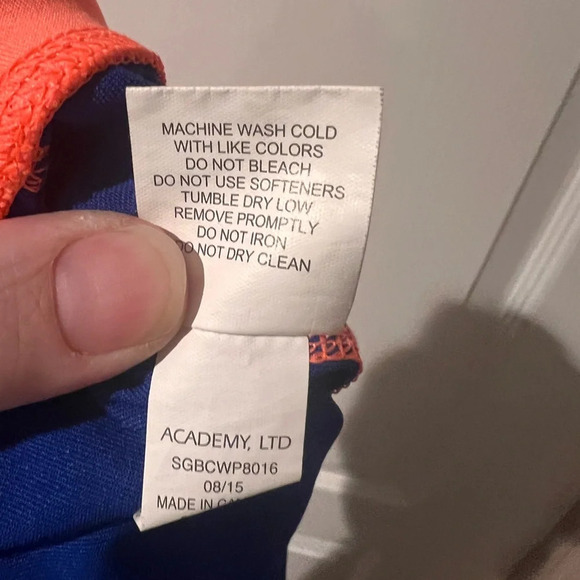 MACHINE WASH COLD
WITH LIKE COLORS
DO NOT BLEACH
DO NOT USE SOFTENERS
TUMBLE DRY LOW
REMOVE PROMPTLY
DO NOT IRON
DO NOT DRY CLEAN
ACADEMY, LTD
SGBCWP8016
08/15
MADE IN